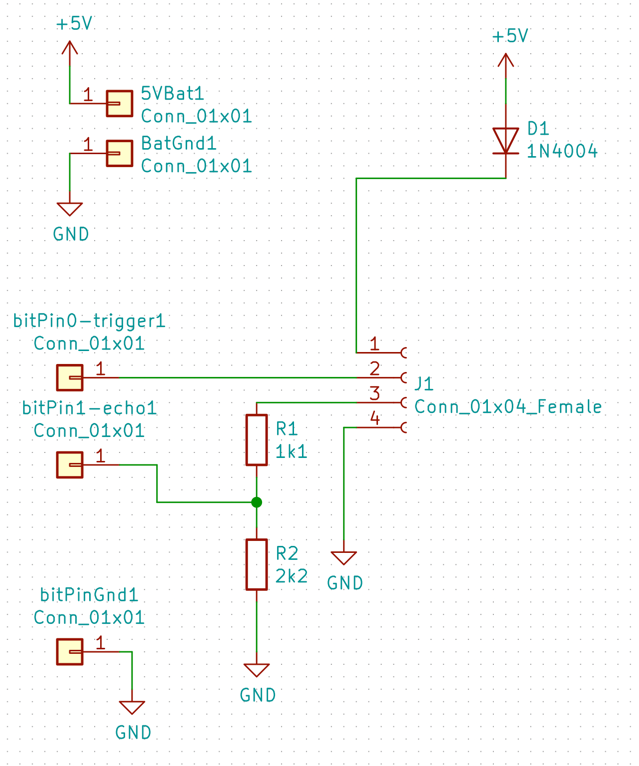 +5V
1
5VBat1
Conn_01x01
1
BatGnd1
Conn_01x01
GND
+5V
D1
1N4004
bitPin0-trigger1
Conn_01x01
1
bitPin1-echo1
Conn_01x01
1
1
2
3
4
J1
Conn_01x04_Female
R1
1k1
R2
2k2
GND
GND
bitPinGnd1
Conn_01x01
1
GND